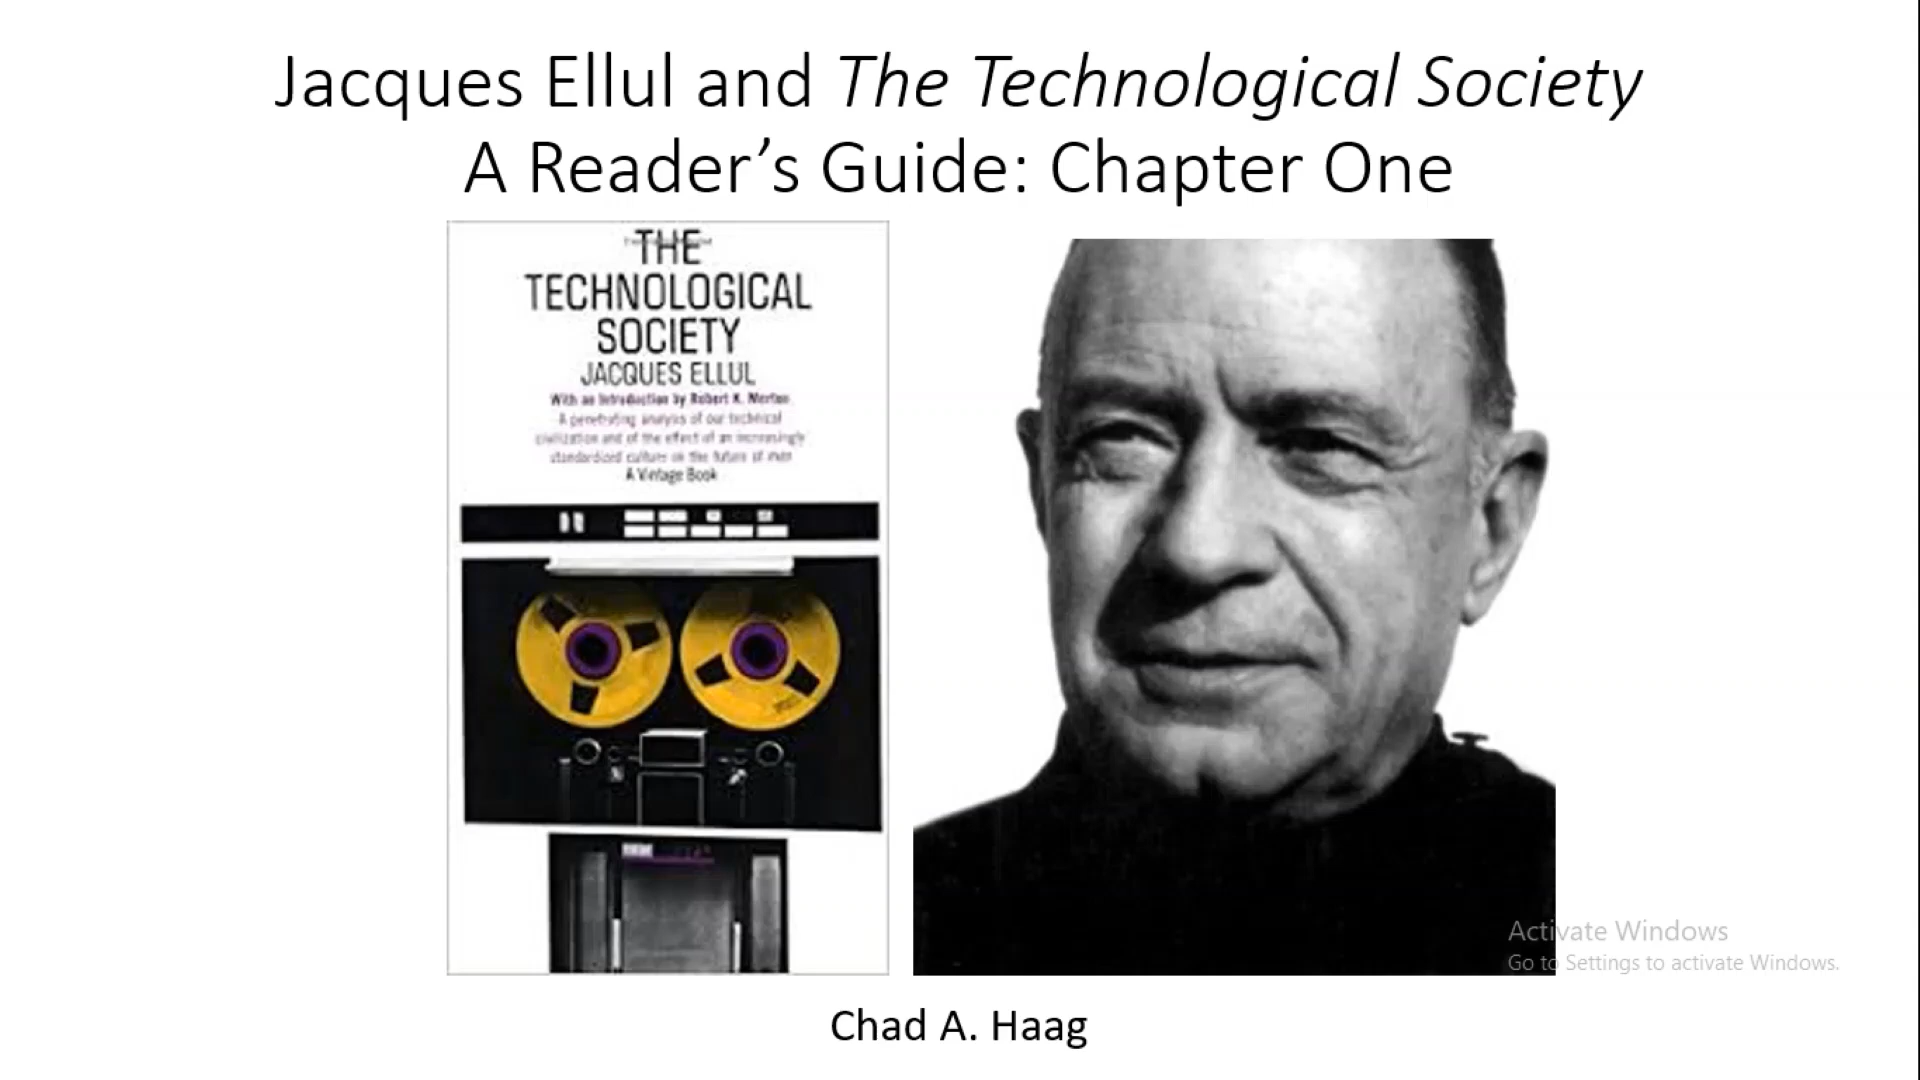 Jacques Ellul and The Technological Society
A Reader’s Guide: Chapter One
THE
TECHNOLOGICAL
SOCIETY
JACQUES ELLUL
With an Introduction by Robert K. Merton
A penetrating analysis of our technical
civilization and of the effect of an increasingly
standardized culture on the future of man
A Vintage Book
Activate Windows
Go to Settings to activate Windows.
Chad A. Haag